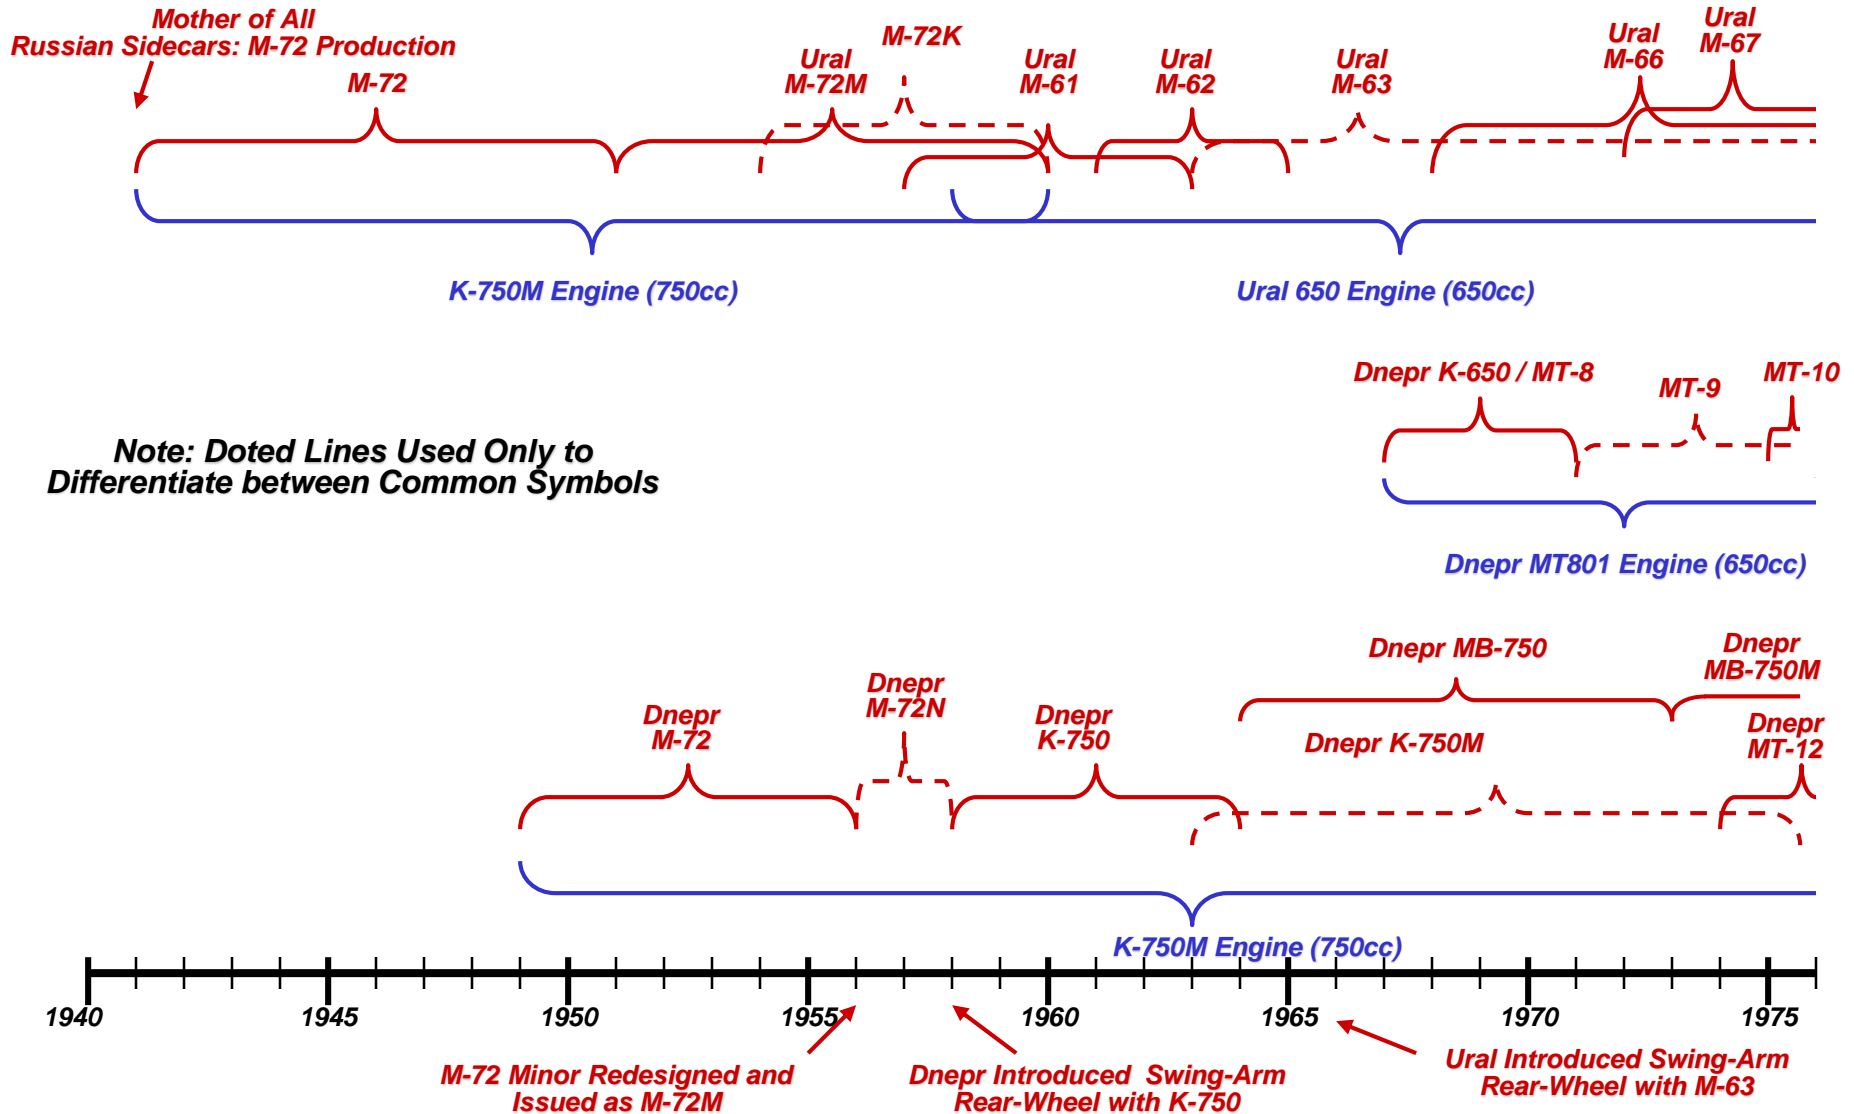 Mother of All
Russian Sidecars: M-72 Production
M-72
Ural
M-72M
M-72K
Ural
M-61
Ural
M-62
Ural
M-63
Ural
M-66
Ural
M-67
K-750M Engine (750cc)
Ural 650 Engine (650cc)
Dnepr K-650 / MT-8
MT-9
MT-10
Note: Doted Lines Used Only to
Differentiate between Common Symbols
Dnepr MT801 Engine (650cc)
Dnepr MB-750
Dnepr
MB-750M
Dnepr
M-72
Dnepr
M-72N
Dnepr
K-750
Dnepr K-750M
Dnepr
MT-12
K-750M Engine (750cc)
1940
1945
1950
1955
1960
1965
1970
1975
M-72 Minor Redesigned and
Issued as M-72M
Dnepr Introduced Swing-Arm
Rear-Wheel with K-750
Ural Introduced Swing-Arm
Rear-Wheel with M-63